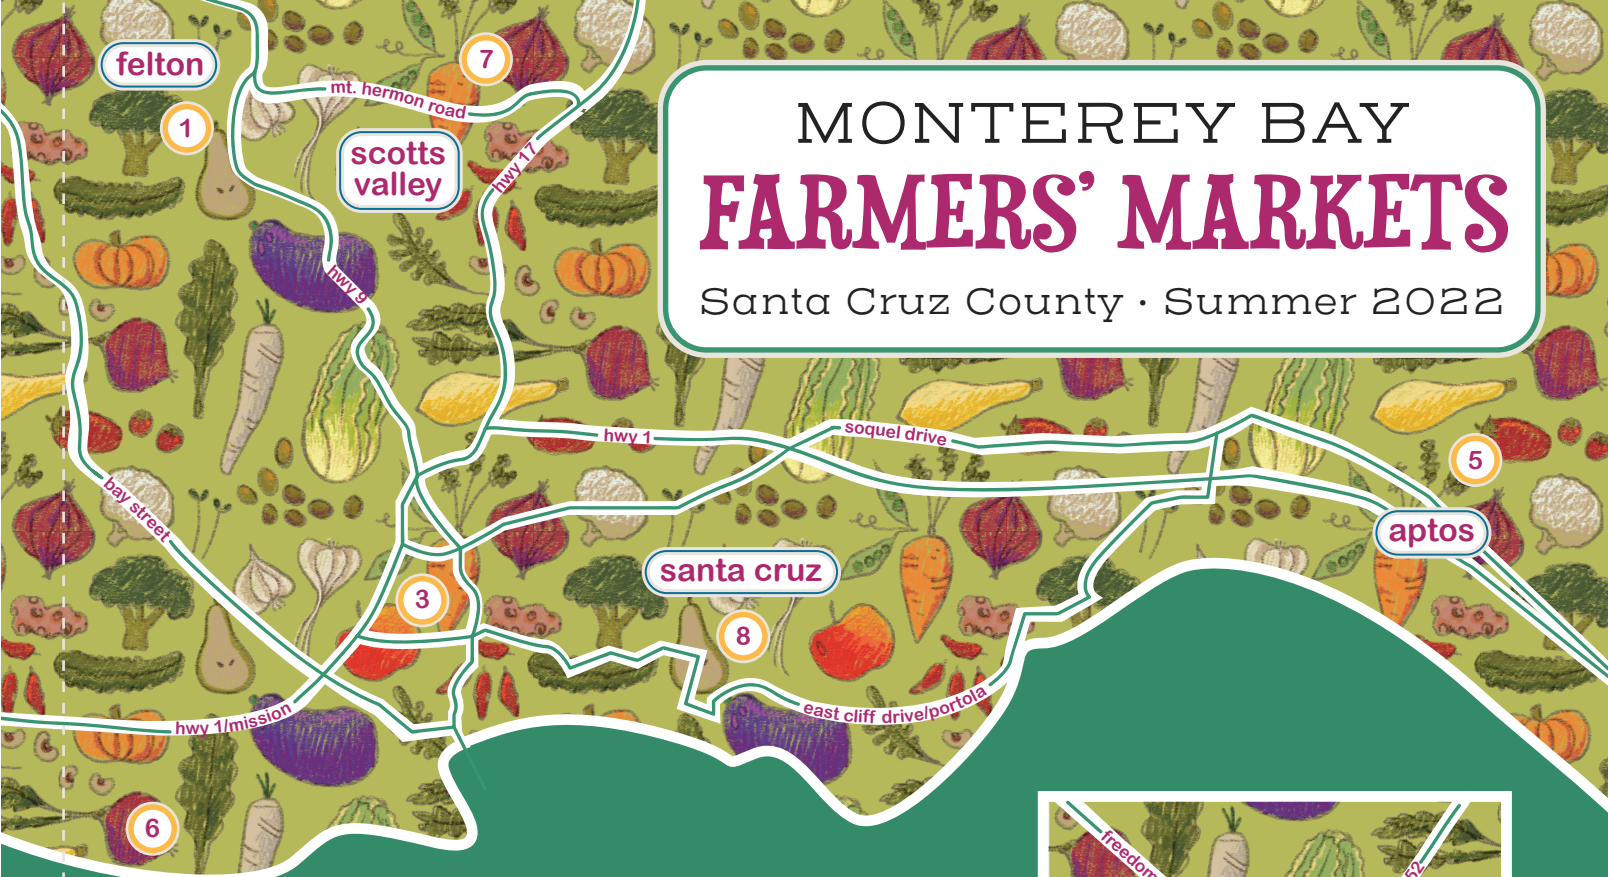 felton
1
7
mt. hermon road
scotts
valley
hwy 17
MONTEREY BAY
FARMERS' MARKETS
Santa Cruz County · Summer 2022
hwy 9
hwy 1
soquel drive
5
aptos
bay street
santa cruz
3
8
east cliff drive/portola
hwy 1/mission
6
freedom
52